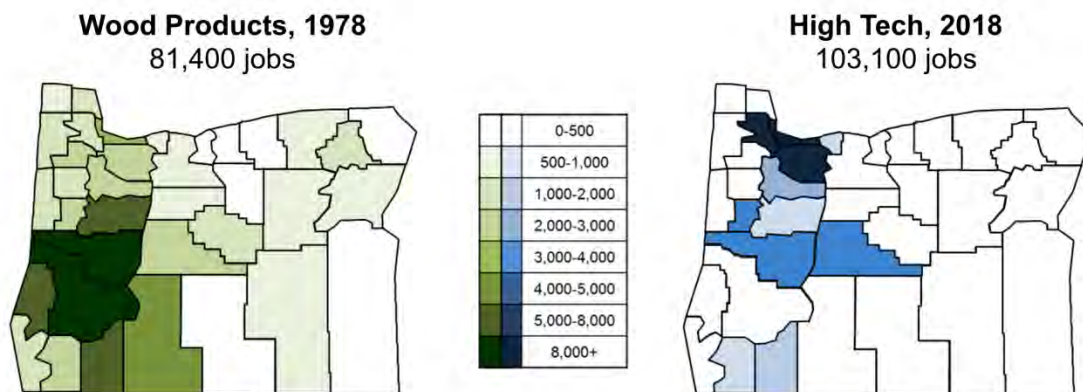 Wood Products, 1978
81,400 jobs
High Tech, 2018
103,100 jobs
0-500
500-1,000
1,000-2,000
2,000-3,000
3,000-4,000
4,000-5,000
5,000-8,000
8,000+